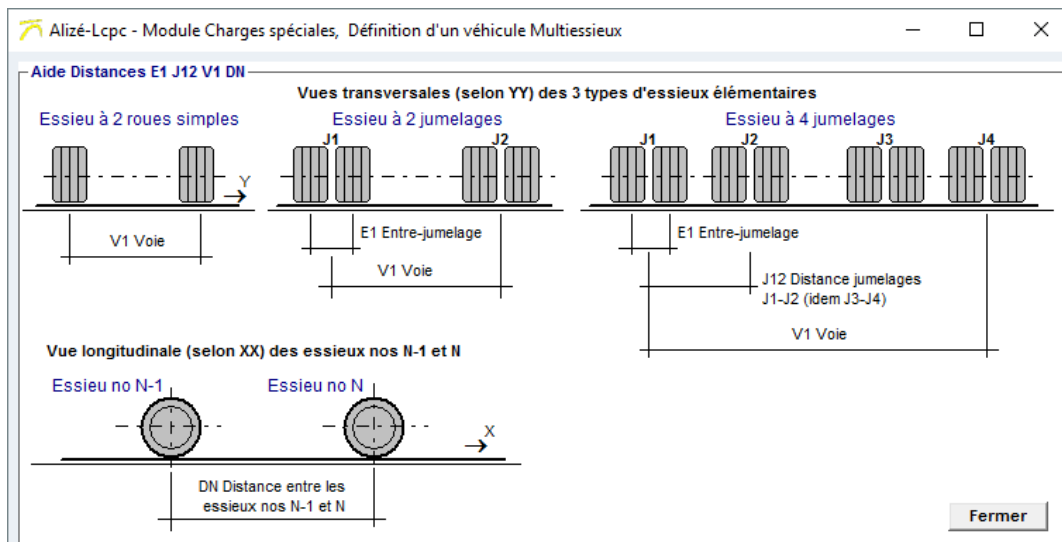 Alizé-Lcpc - Module Charges spéciales, Définition d'un véhicule Multiessieux
Aide Distances E1 J12 V1 DN
Vues transversales (selon YY) des 3 types d'essieux élémentaires
Essieu à 2 roues simples
Essieu à 2 jumelages
Essieu à 4 jumelages
J1
J2
J1
J2
J3
J4
Y
V1 Voie
E1 Entre-jumelage
V1 Voie
E1 Entre-jumelage
J12 Distance jumelages
J1-J2 (idem J3-J4)
V1 Voie
Vue longitudinale (selon XX) des essieux nos N-1 et N
Essieu no N-1
Essieu no N
X
DN Distance entre les
essieux nos N-1 et N
Fermer